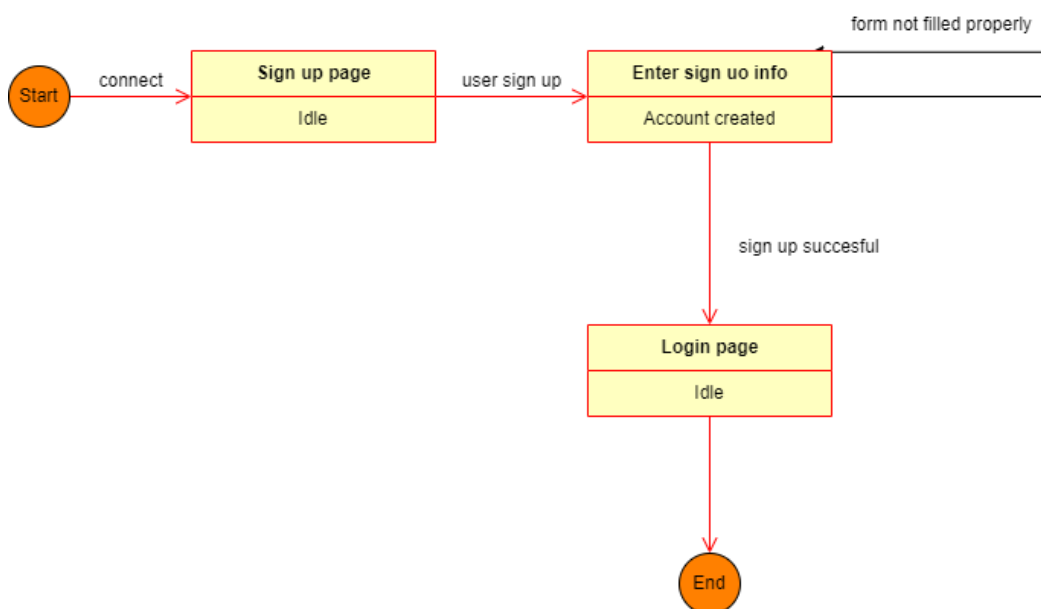 form not filled properly
Start
connect
Sign up page
Idle
user sign up
Enter sign uo info
Account created
sign up succesful
Login page
Idle
End